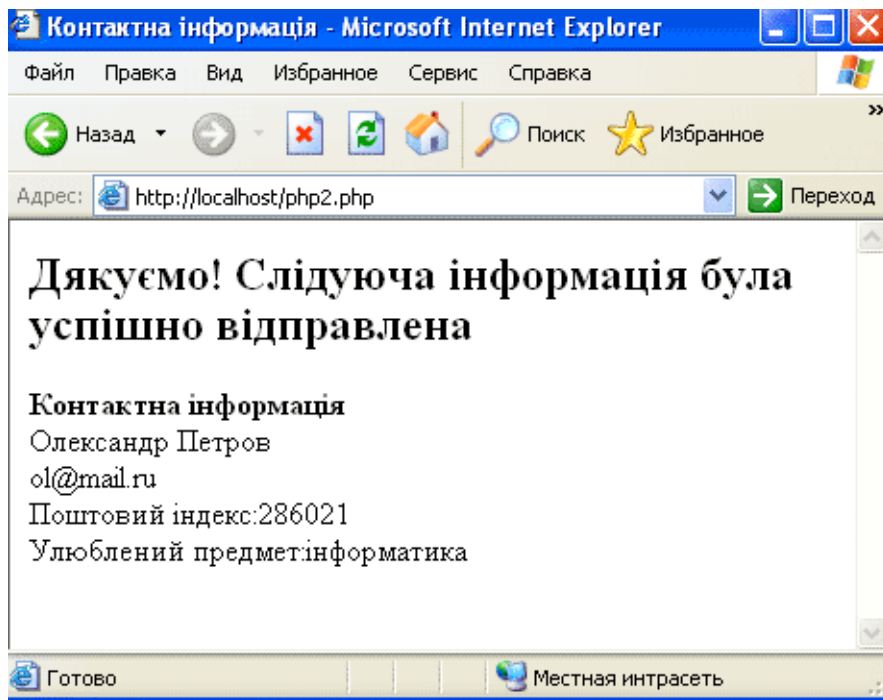 Контактна інформація - Microsoft Internet Explorer
Файл Правка Вид Избранное Сервис Справка
Назад Поиск Избранное »
Адрес: http://localhost/php2.php Переход
Дякуємо! Слідуюча інформація була
успішно відправлена
Контактна інформація
Олександр Петров
ol@mail.ru
Поштовий індекс:286021
Улюблений предмет:інформатика
Готово Местная интрасеть